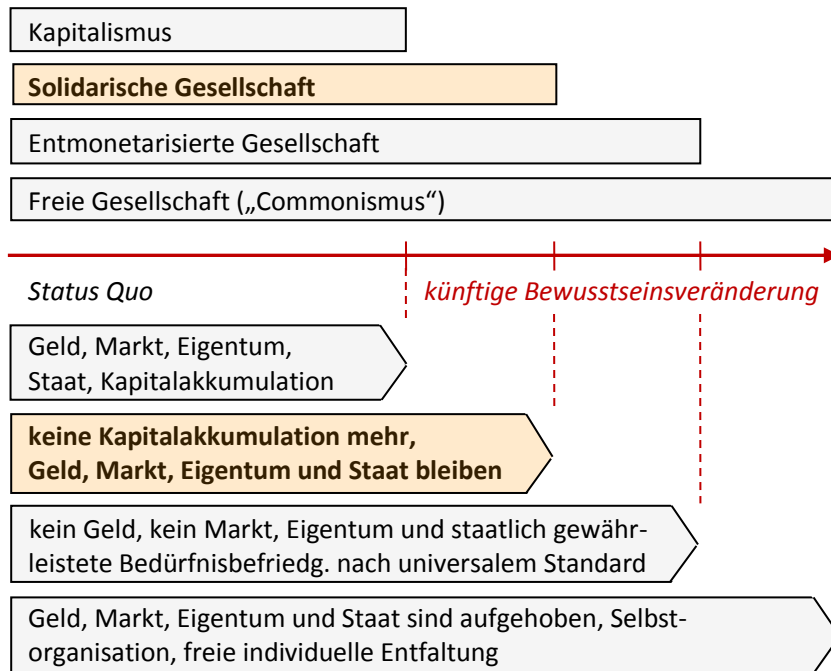 Kapitalismus
Solidarische Gesellschaft
Entmonetarisierte Gesellschaft
Freie Gesellschaft („Commonismus“)
Status Quo
künftige Bewusstseinsveränderung
Geld, Markt, Eigentum,
Staat, Kapitalakkumulation
keine Kapitalakkumulation mehr,
Geld, Markt, Eigentum und Staat bleiben
kein Geld, kein Markt, Eigentum und staatlich gewähr-
leistete Bedürfnisbefriedg. nach universalem Standard
Geld, Markt, Eigentum und Staat sind aufgehoben, Selbst-
organisation, freie individuelle Entfaltung